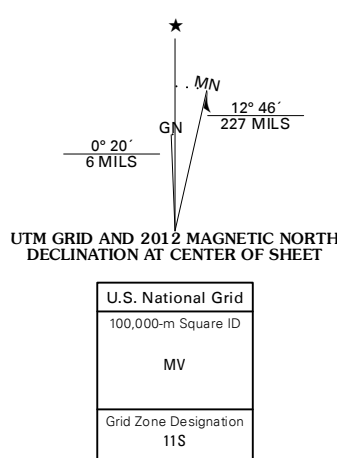 ★
MN
GN
12° 46´
227 MILS
0° 20´
6 MILS
UTM GRID AND 2012 MAGNETIC NORTH
DECLINATION AT CENTER OF SHEET
U.S. National Grid
100,000-m Square ID
MV
Grid Zone Designation
11S